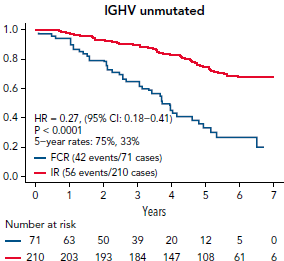 IGHV unmutated
1.0
0.8
0.6
0.4
0.2
0.0
HR = 0.27, (95% CI: 0.18–0.41)
P < 0.0001
5–year rates: 75%, 33%
FCR (42 events/71 cases)
IR (56 events/210 cases)
0 1 2 3 4 5 6 7
Years
Number at risk
71 63 50 39 20 12 5 0
210 203 193 184 147 108 61 6